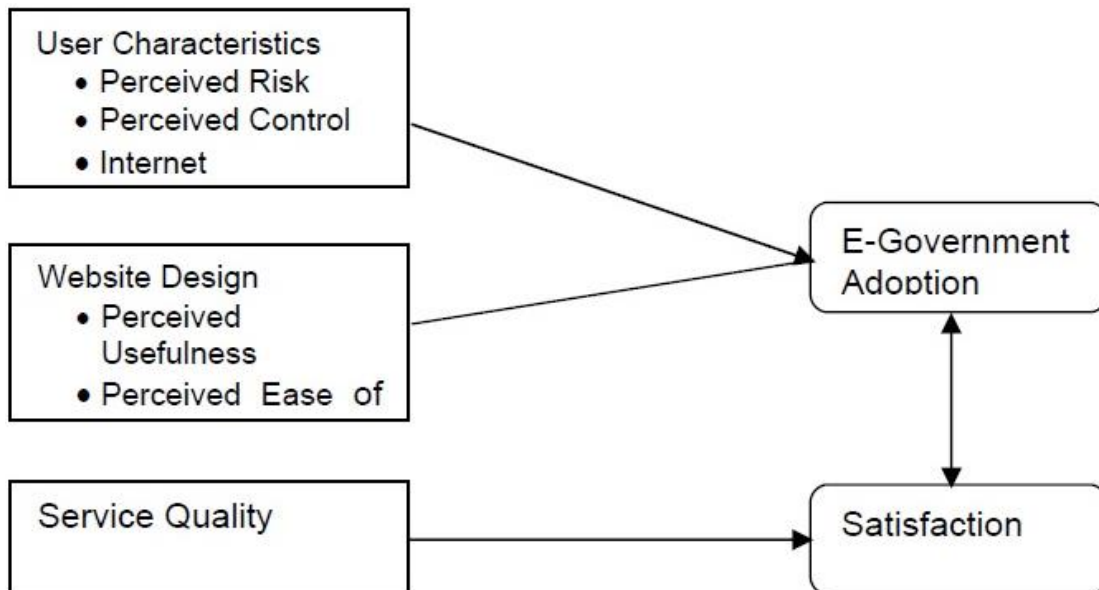 User Characteristics
• Perceived Risk
• Perceived Control
• Internet
Website Design
• Perceived
Usefulness
• Perceived Ease of
Service Quality
E-Government
Adoption
Satisfaction